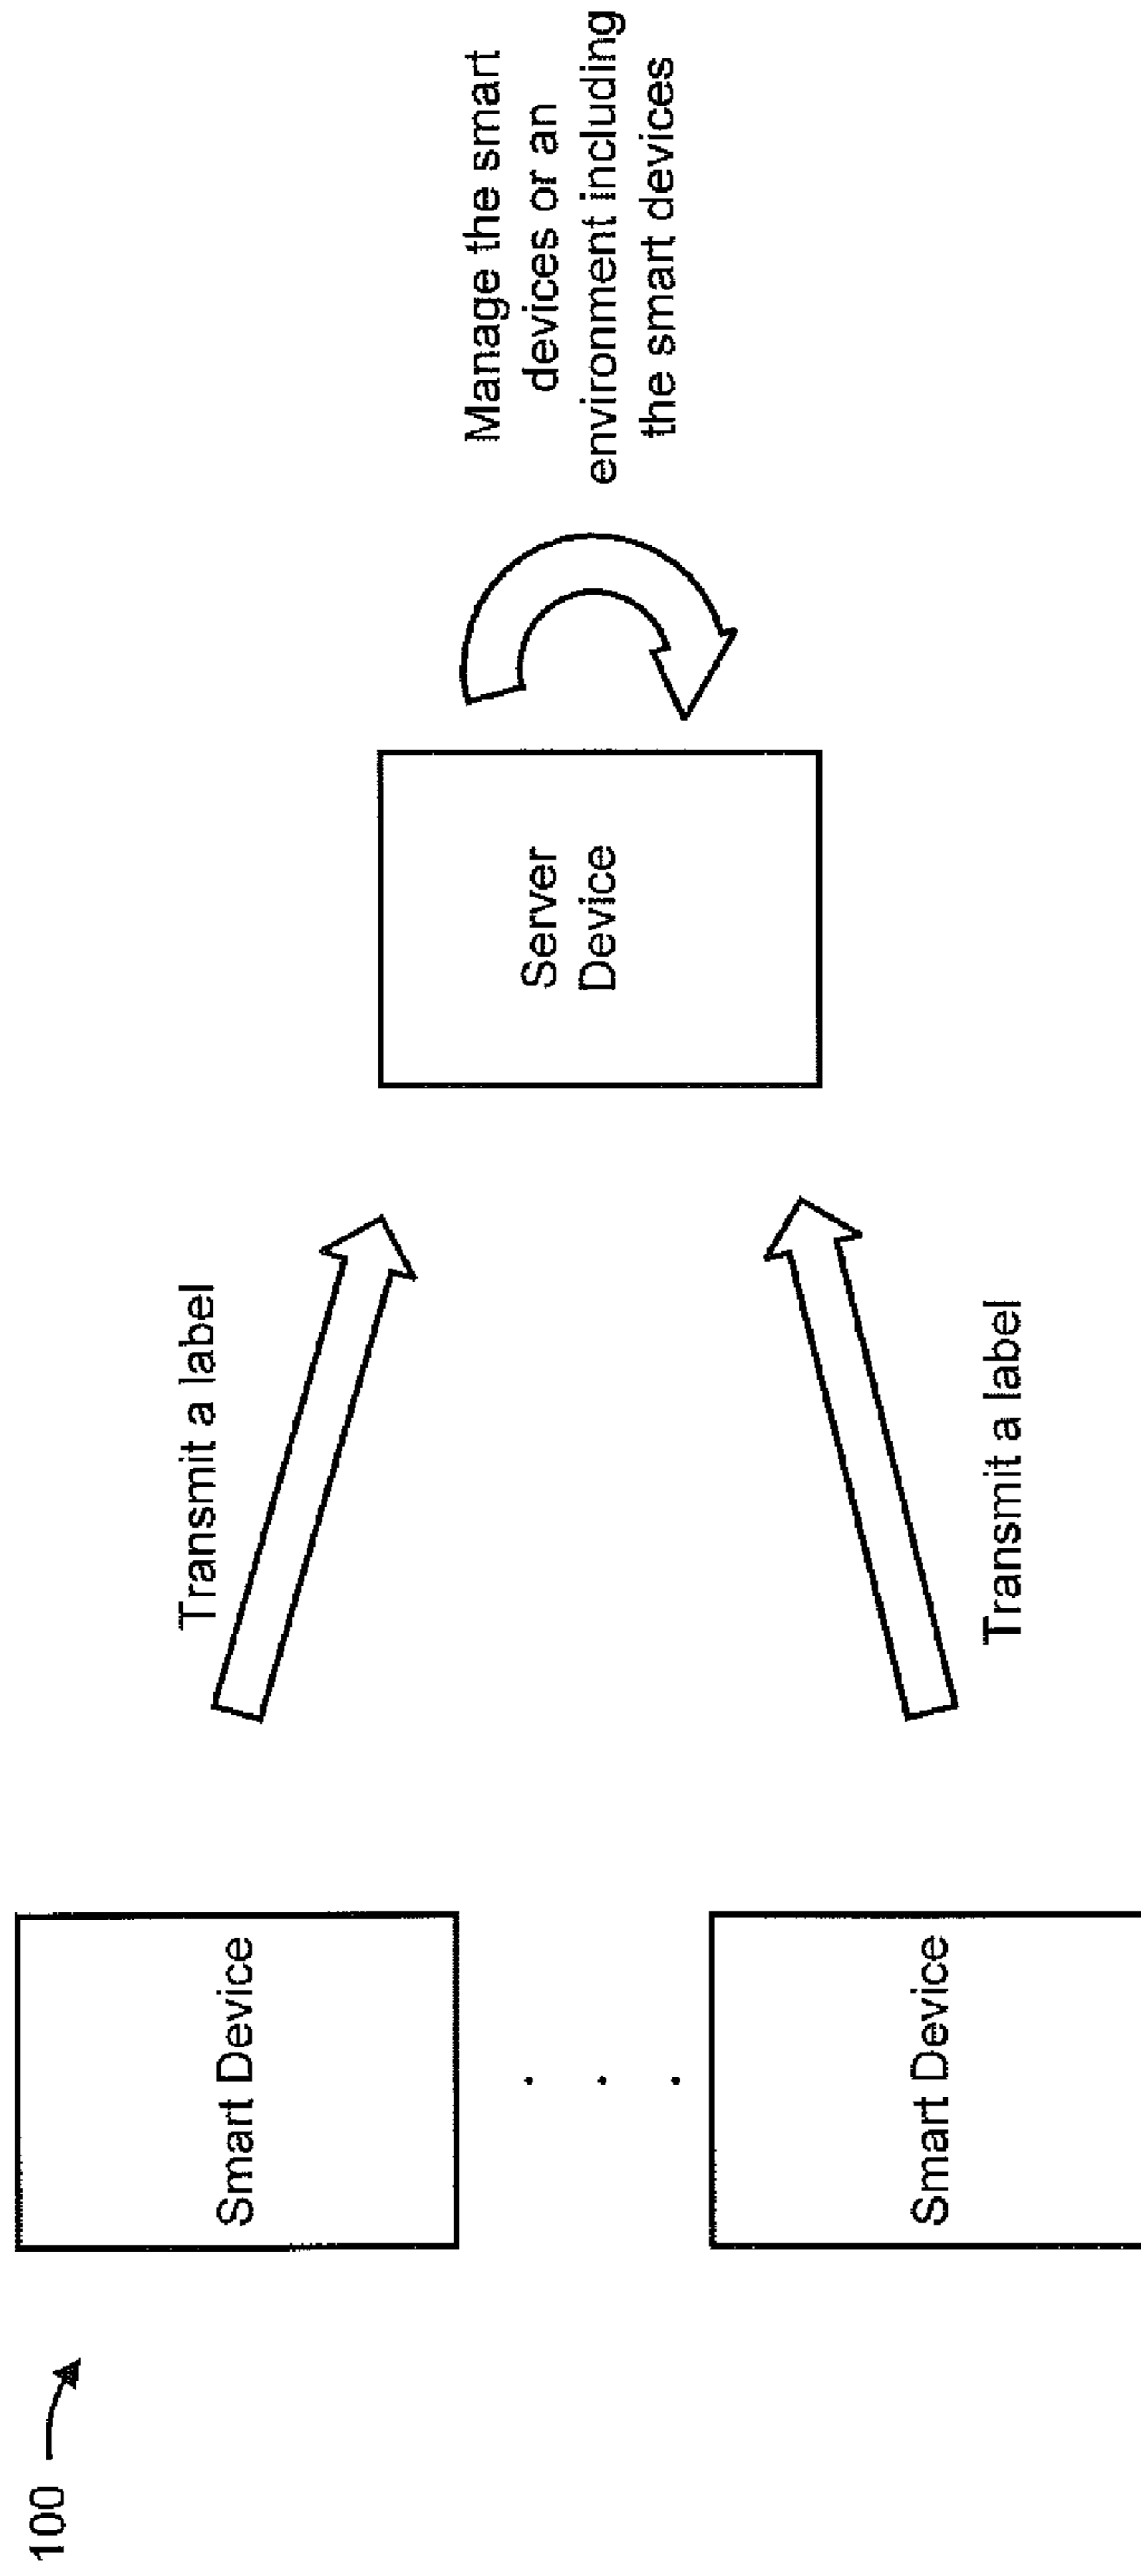 100
Smart Device
. . .
Smart Device
Transmit a label
Transmit a label
Server
Device
Manage the smart
devices or an
environment including
the smart devices